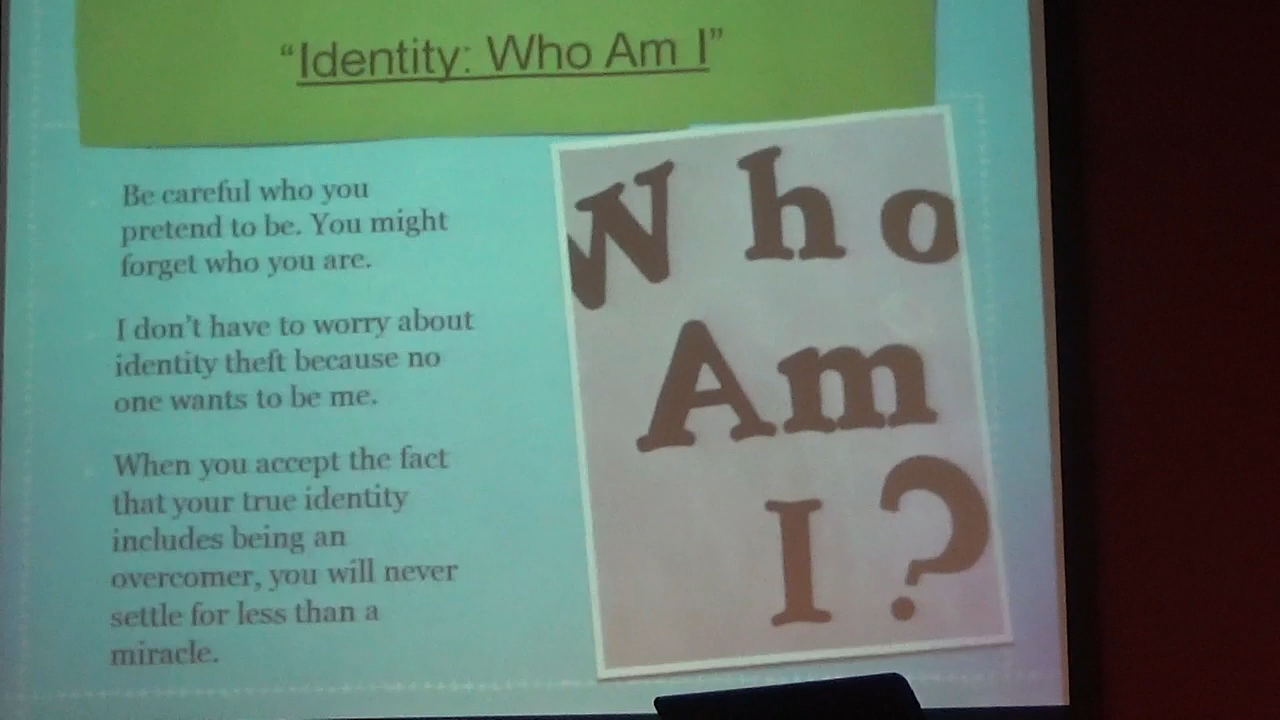 “Identity: Who Am I”
Be careful who you
pretend to be. You might
forget who you are.
I don't have to worry about
identity theft because no
one wants to be me.
When you accept the fact
that your true identity
includes being an
overcomer, you will never
settle for less than a
miracle.
Who
Am
I?